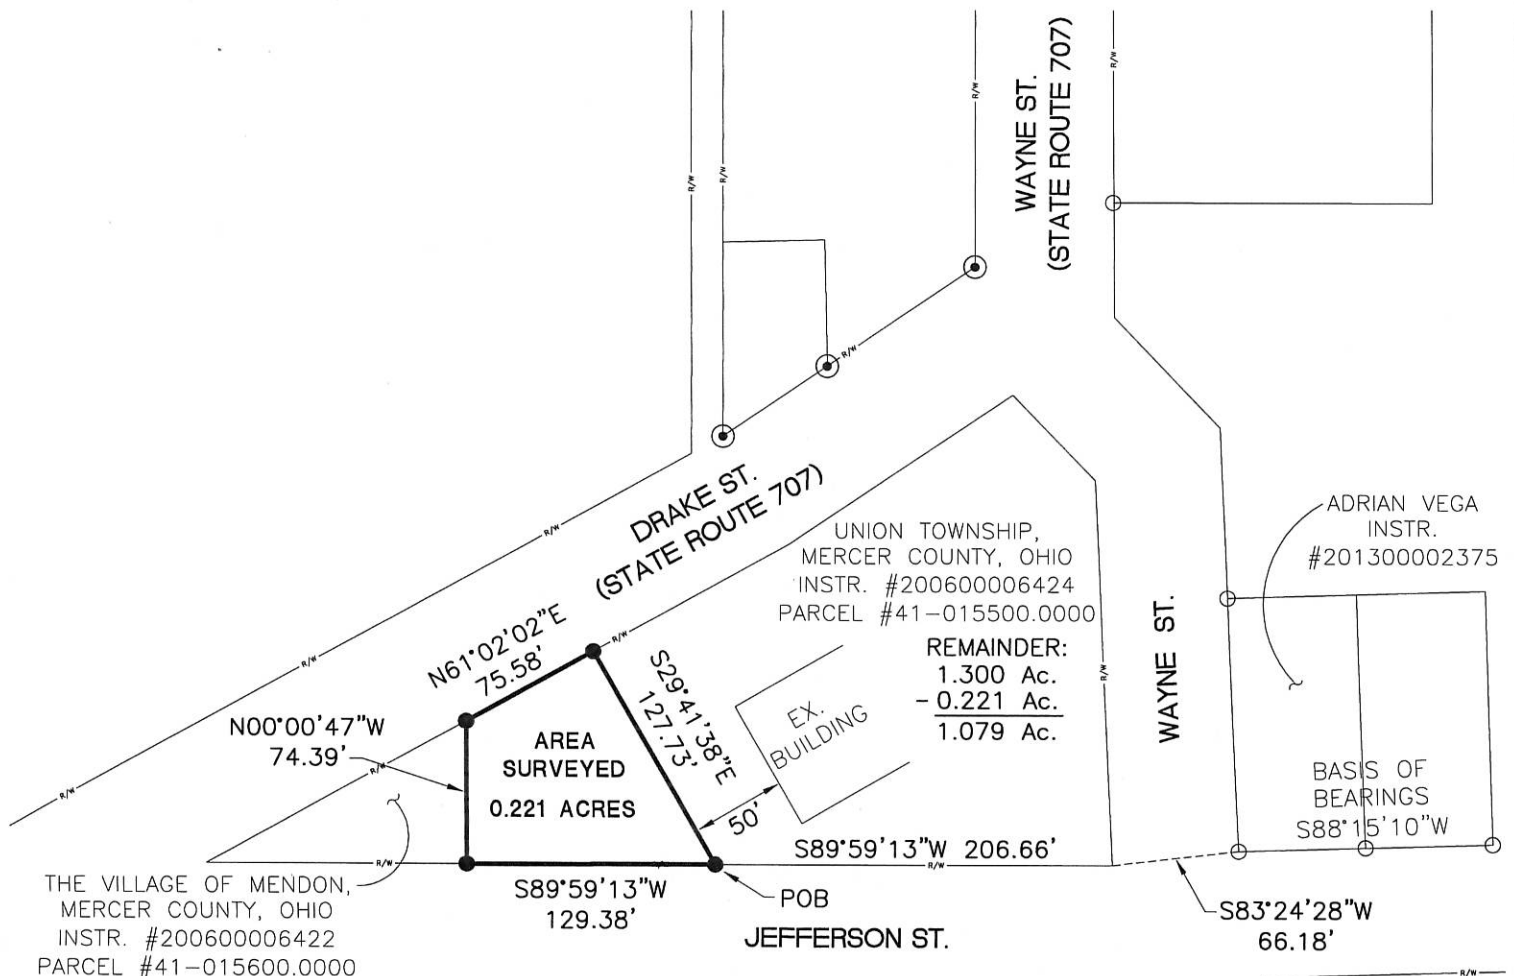 R/W
R/W
R/W
R/W
WAYNE ST.
(STATE ROUTE 707)
R/W
DRAKE ST.
(STATE ROUTE 707)
R/W
R/W
R/W
R/W
N61°02'02"E
75.58'
S29°41'38"E
127.73'
UNION TOWNSHIP,
MERCER COUNTY, OHIO
INSTR. #200600006424
PARCEL #41-015500.0000
REMAINDER:
1.300 Ac.
- 0.221 Ac.
1.079 Ac.
R/W
WAYNE ST.
ADRIAN VEGA
INSTR.
#201300002375
N00°00'47"W
74.39'
R/W
AREA
SURVEYED
0.221 ACRES
EX.
BUILDING
50'
BASIS OF
BEARINGS
S88°15'10"W
S89°59'13"W 206.66'
R/W
R/W
THE VILLAGE OF MENDON,
MERCER COUNTY, OHIO
INSTR. #200600006422
PARCEL #41-015600.0000
S89°59'13"W
129.38'
POB
JEFFERSON ST.
S83°24'28"W
66.18'
R/W